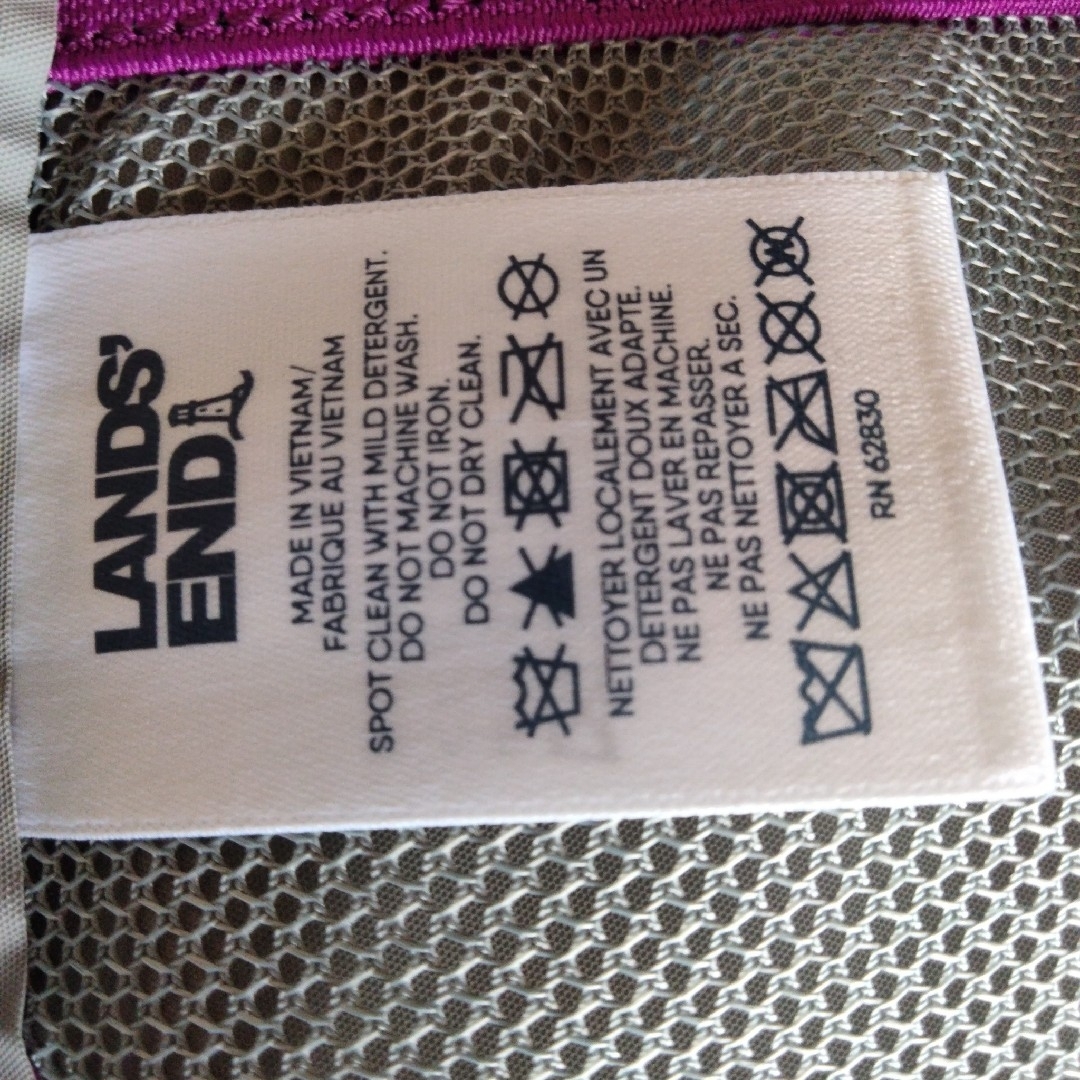 LANDS'
END
MADE IN VIETNAM/
FABRIQUE AU VIETNAM
SPOT CLEAN WITH MILD DETERGENT.
DO NOT MACHINE WASH.
DO NOT IRON.
DO NOT DRY CLEAN.
NETTOYER LOCALEMENT AVEC UN
DETERGENT DOUX ADAPTE.
NE PAS LAVER EN MACHINE.
NE PAS REPASSER.
NE PAS NETTOYER A SEC.
W
RN 62830